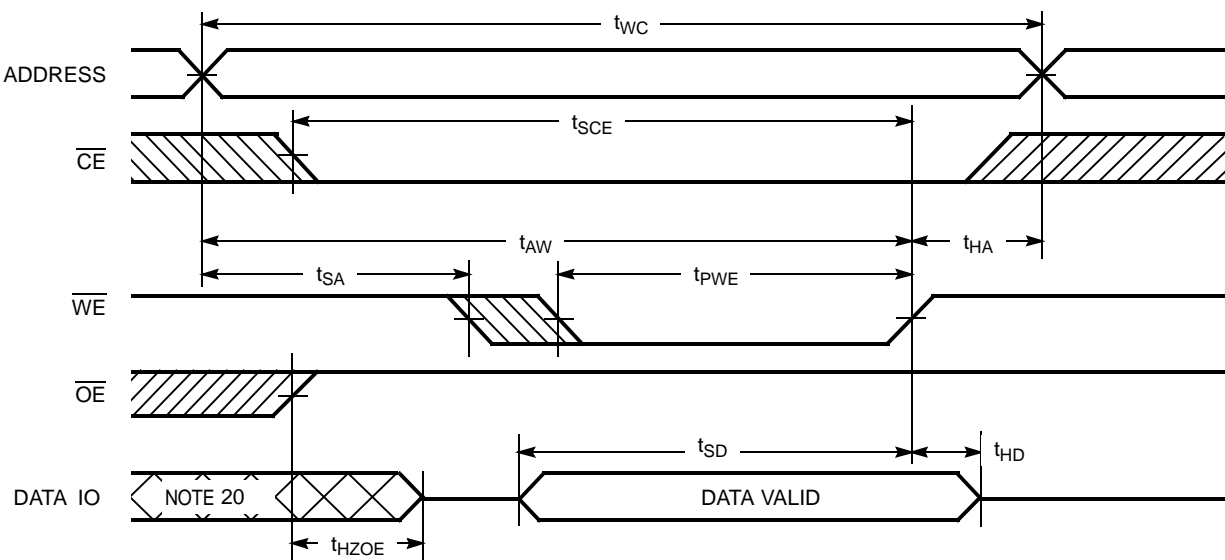 tWC
ADDRESS
tSCE
CE
tAW
tHA
tSA
tPWE
WE
OE
tSD
tHD
DATA IO
NOTE 20
DATA VALID
tHZOE